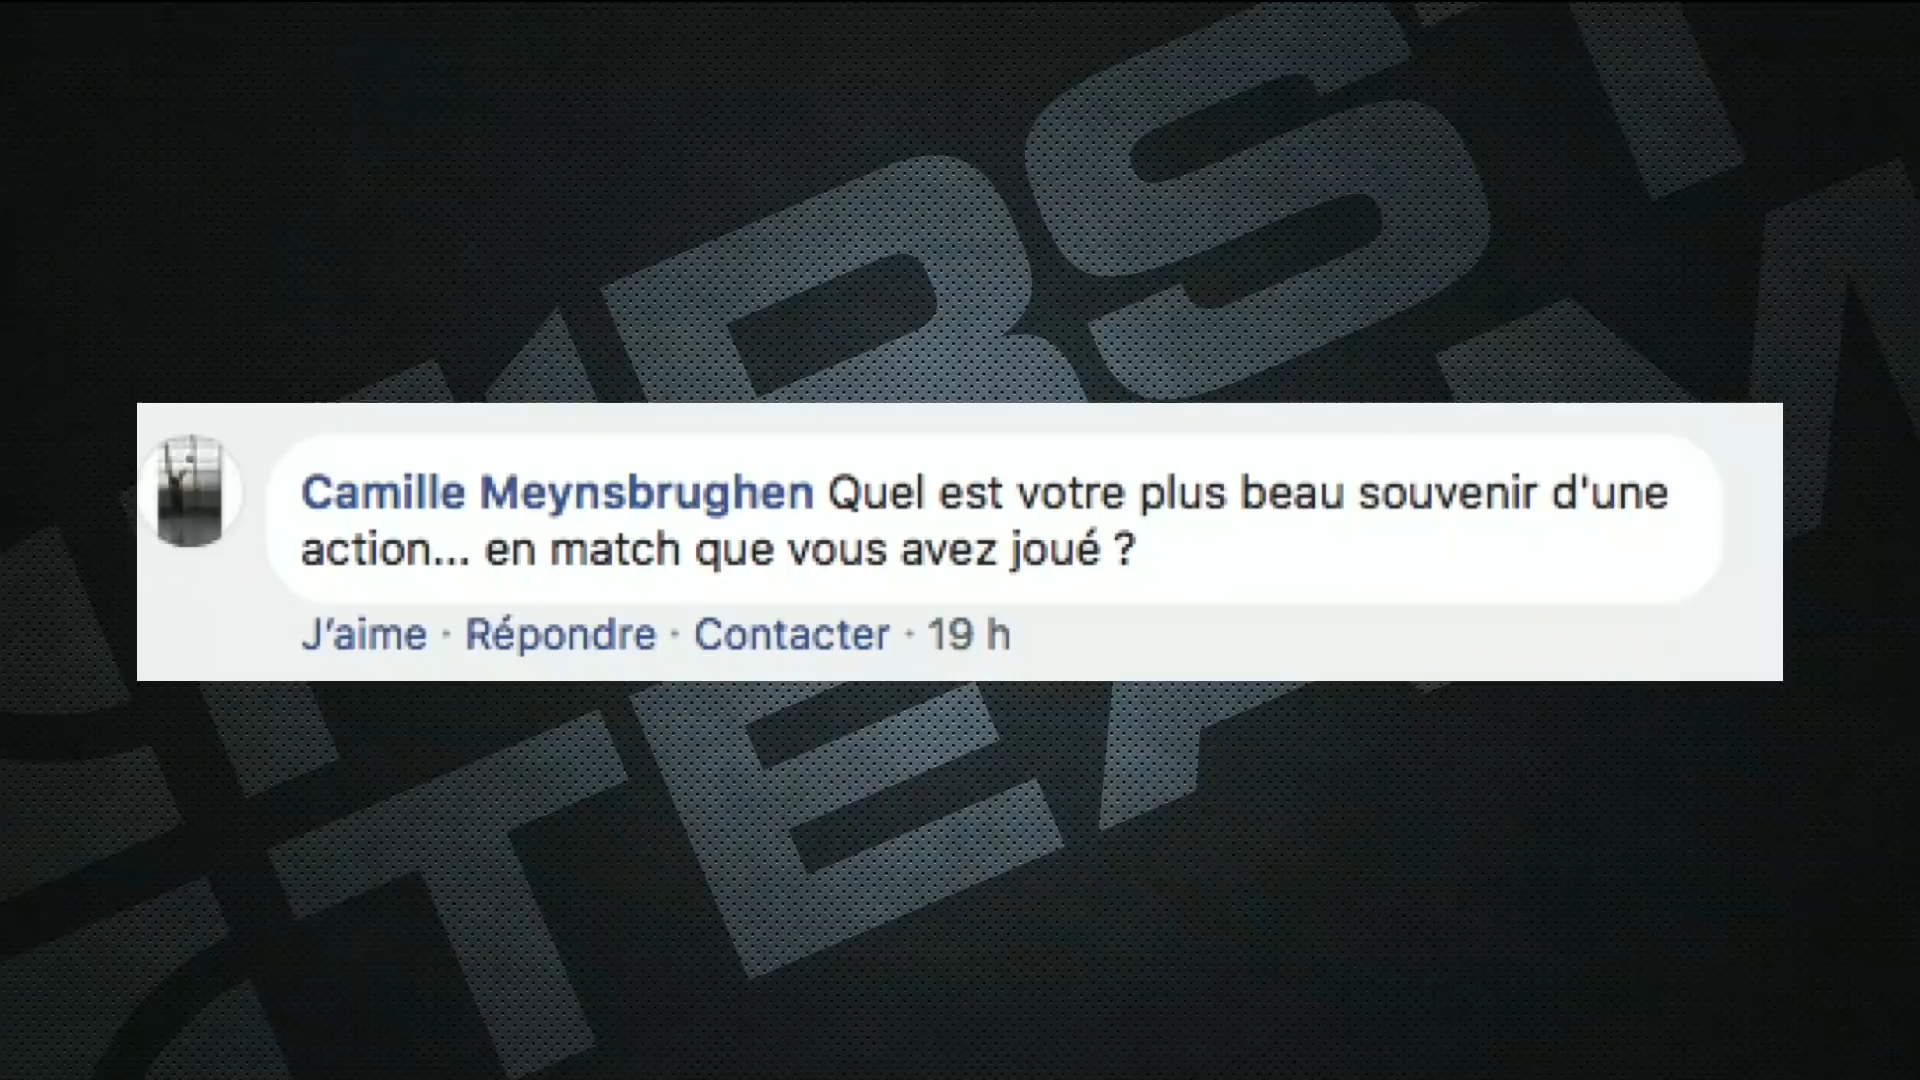 Camille Meynsbrughen Quel est votre plus beau souvenir d'une
action... en match que vous avez joué ?
J'aime · Répondre · Contacter · 19 h